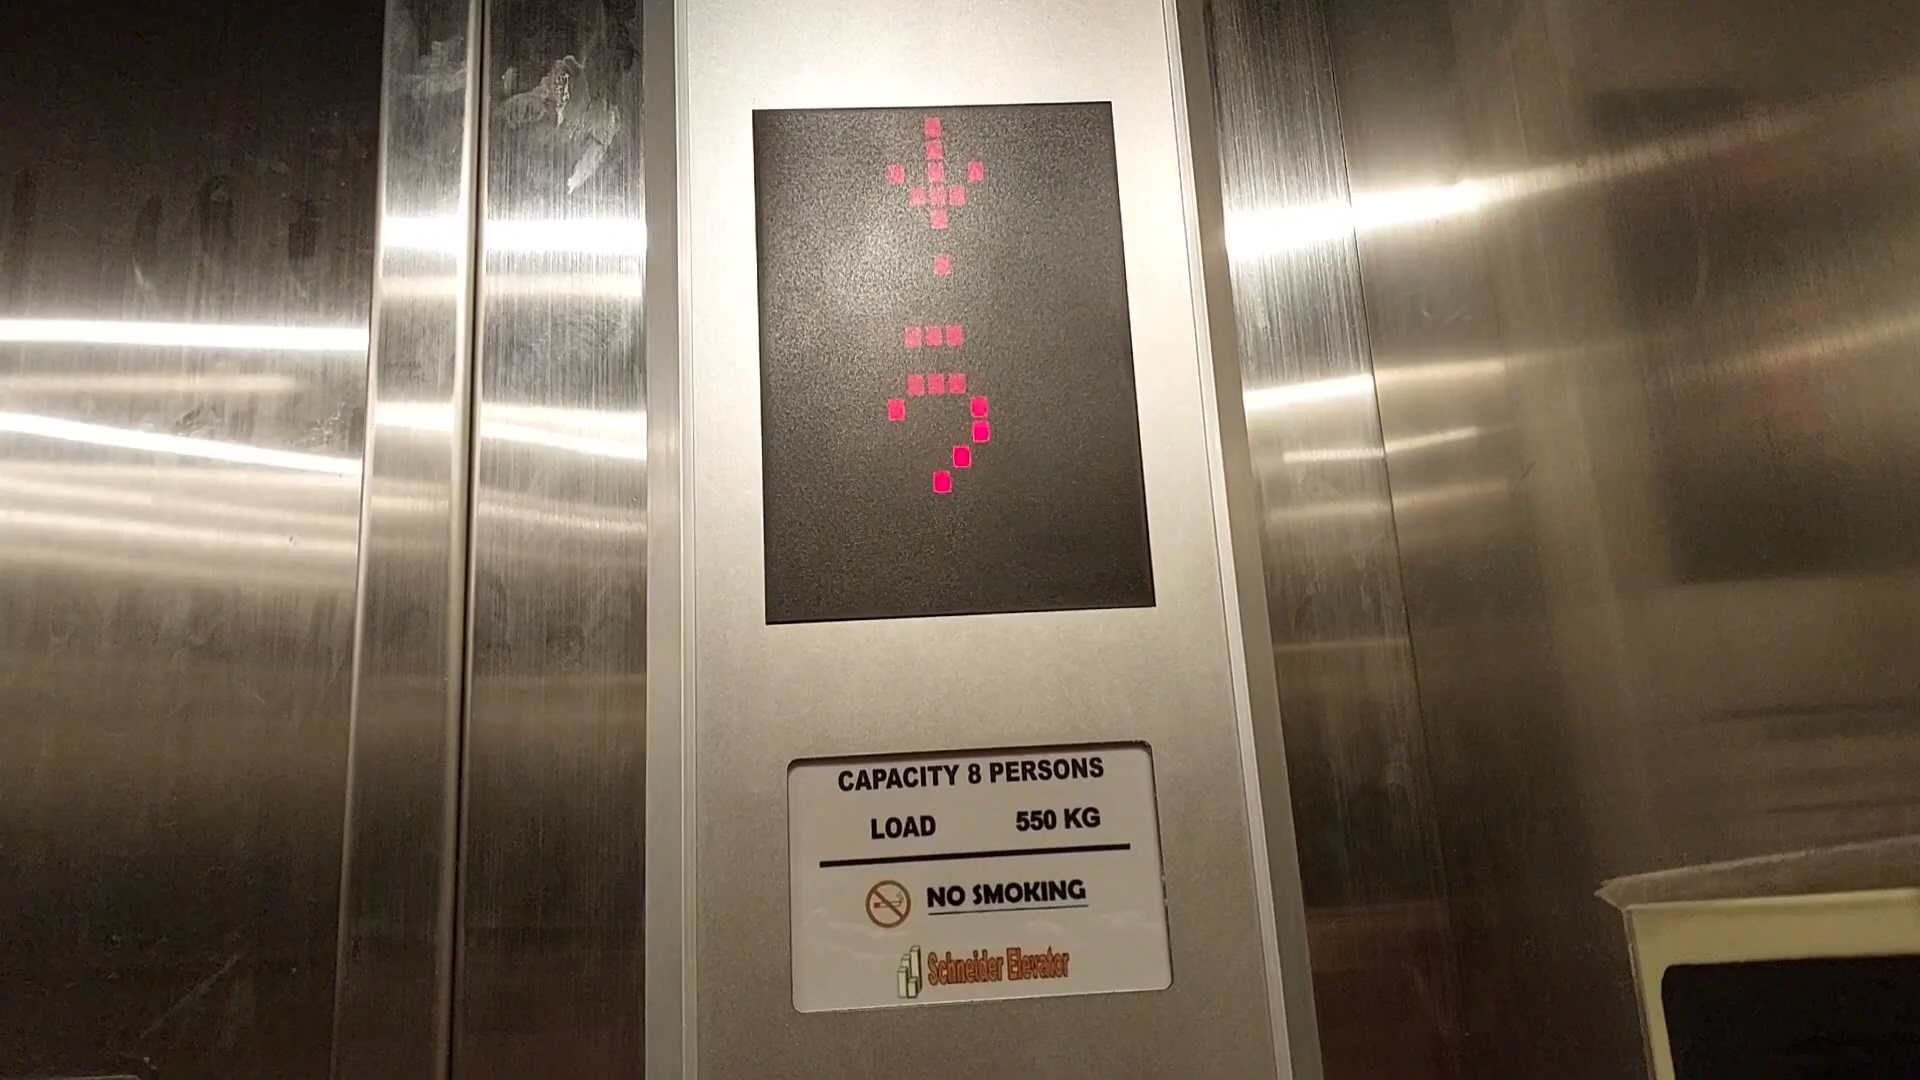 CAPACITY 8 PERSONS
LOAD 550 KG
NO SMOKING
Schneider Elevator